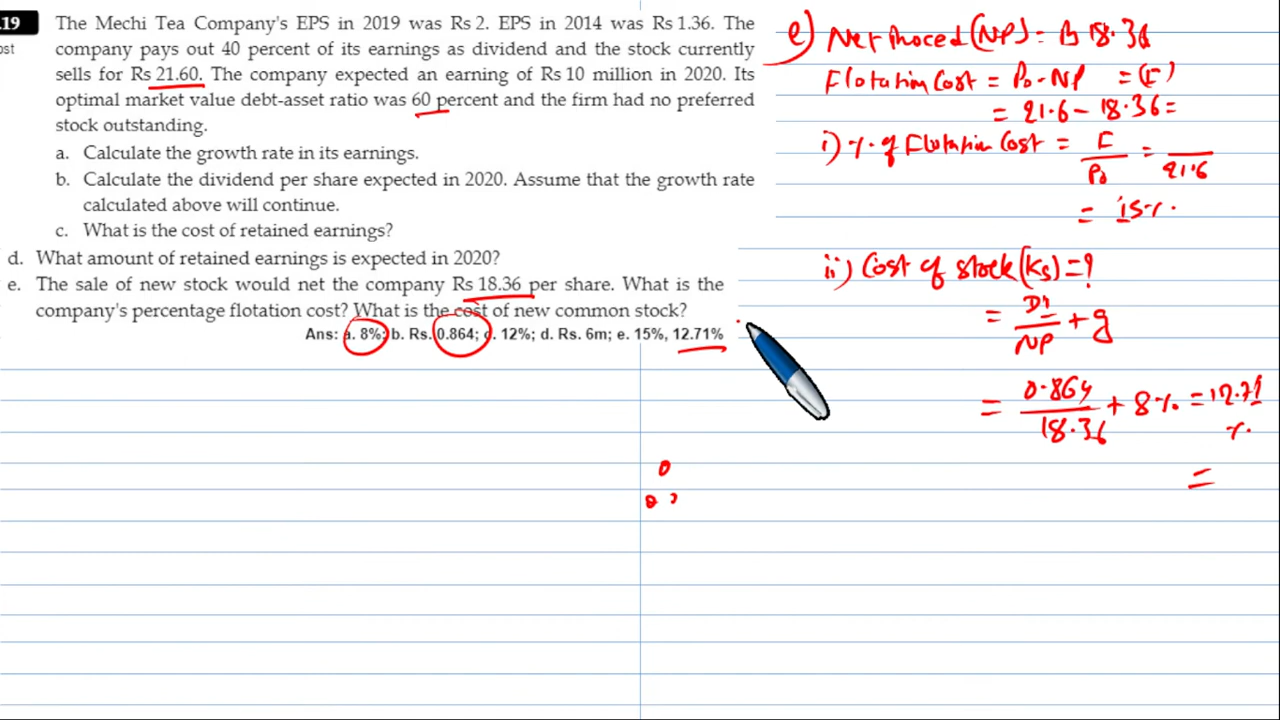 .19
ost
The Mechi Tea Company's EPS in 2019 was Rs 2. EPS in 2014 was Rs 1.36. The
company pays out 40 percent of its earnings as dividend and the stock currently
sells for Rs 21.60. The company expected an earning of Rs 10 million in 2020. Its
optimal market value debt-asset ratio was 60 percent and the firm had no preferred
stock outstanding.
a. Calculate the growth rate in its earnings.
b. Calculate the dividend per share expected in 2020. Assume that the growth rate
calculated above will continue.
c. What is the cost of retained earnings?
d. What amount of retained earnings is expected in 2020?
e. The sale of new stock would net the company Rs 18.36 per share. What is the
company's percentage flotation cost? What is the cost of new common stock?
Ans: a. 8%; b. Rs. 0.864; c. 12%; d. Rs. 6m; e. 15%, 12.71%
e) Net Proced (NP) = 18.36
Flotation Cost = P₀ - NP = (F)
= 21.6 - 18.36 =
i) % of Flotation Cost = F/P₀ = /21.6
= 15%.
ii) Cost of stock (Ks) = ?
= D1/NP + g
= 0.864/18.36 + 8% = 12.71
%.
=